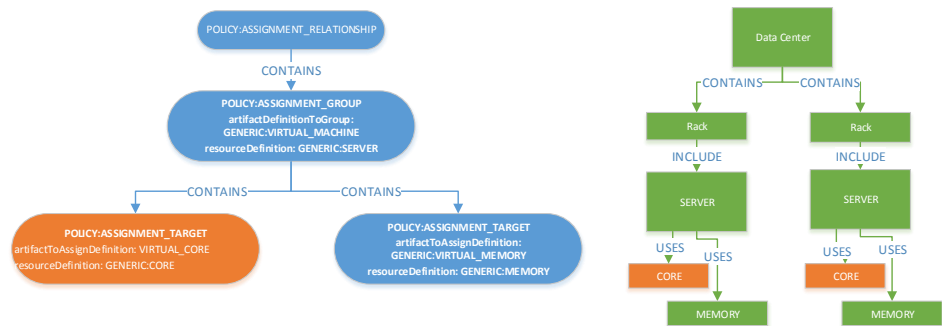 POLICY:ASSIGNMENT_RELATIONSHIP
CONTAINS
POLICY:ASSIGNMENT_GROUP
artifactDefinitionToGroup:
GENERIC:VIRTUAL_MACHINE
resourceDefinition: GENERIC:SERVER
CONTAINS
CONTAINS
POLICY:ASSIGNMENT_TARGET
artifactToAssignDefinition: VIRTUAL_CORE
resourceDefinition: GENERIC:CORE
POLICY:ASSIGNMENT_TARGET
artifactToAssignDefinition:
GENERIC:VIRTUAL_MEMORY
resourceDefinition: GENERIC:MEMORY
Data Center
CONTAINS
CONTAINS
Rack
Rack
INCLUDE
INCLUDE
SERVER
SERVER
USES
USES
USES
USES
CORE
CORE
MEMORY
MEMORY